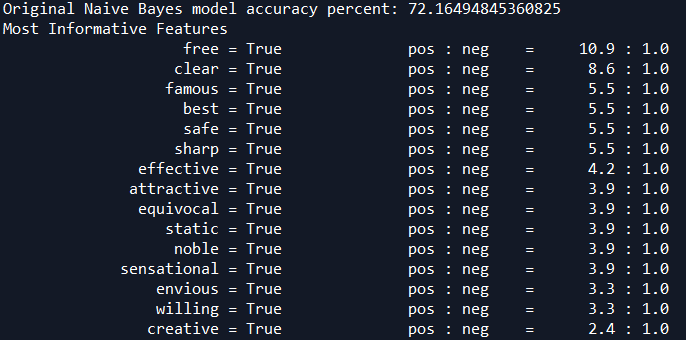 Original Naive Bayes model accuracy percent: 72.16494845360825
Most Informative Features
free = True pos : neg = 10.9 : 1.0
clear = True pos : neg = 8.6 : 1.0
famous = True pos : neg = 5.5 : 1.0
best = True pos : neg = 5.5 : 1.0
safe = True pos : neg = 5.5 : 1.0
sharp = True pos : neg = 5.5 : 1.0
effective = True pos : neg = 4.2 : 1.0
attractive = True pos : neg = 3.9 : 1.0
equivocal = True pos : neg = 3.9 : 1.0
static = True pos : neg = 3.9 : 1.0
noble = True pos : neg = 3.9 : 1.0
sensational = True pos : neg = 3.9 : 1.0
envious = True pos : neg = 3.3 : 1.0
willing = True pos : neg = 3.3 : 1.0
creative = True pos : neg = 2.4 : 1.0